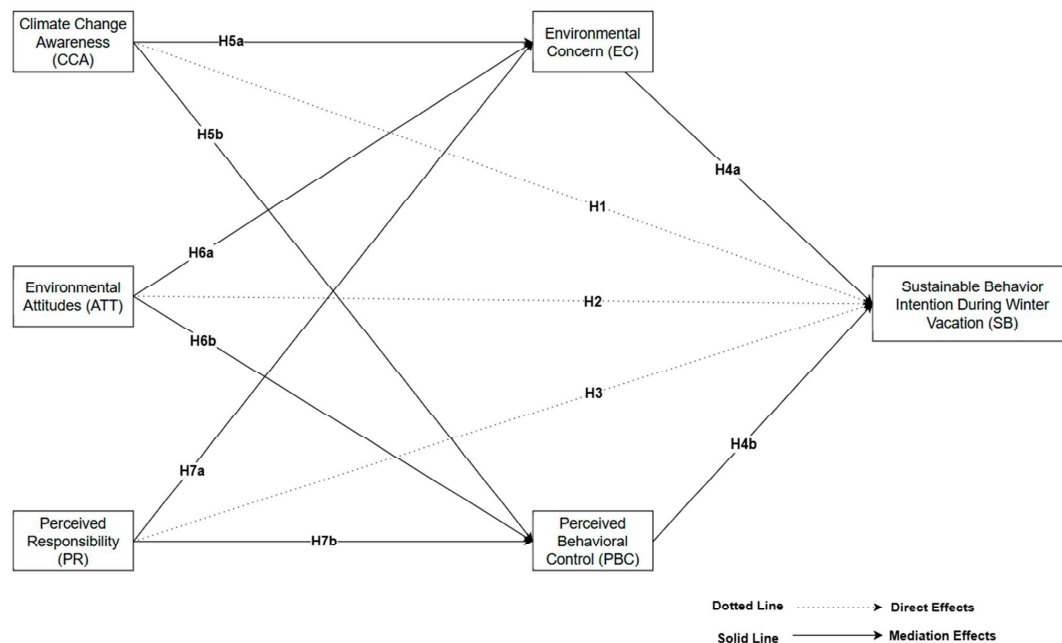 Climate Change
Awareness
(CCA)
H5a
Environmental
Concern (EC)
H5b
H4a
H1
H6a
Environmental
Attitudes (ATT)
H2
Sustainable Behavior
Intention During Winter
Vacation (SB)
H6b
H3
H4b
H7a
Perceived
Responsibility
(PR)
H7b
Perceived
Behavioral
Control (PBC)
Dotted Line
Direct Effects
Solid Line
Mediation Effects